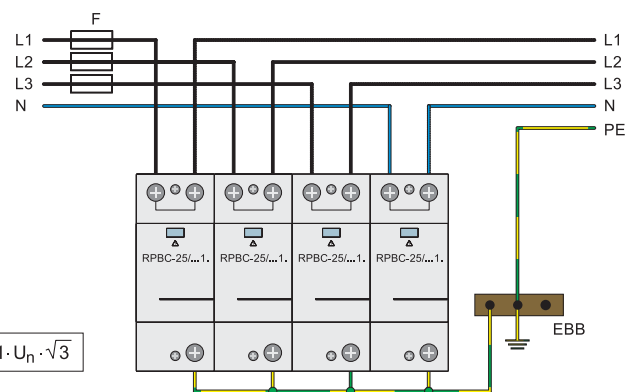 F
L1 L1
L2 L2
L3 L3
N N
PE
RPBC-25/...1. RPBC-25/...1. RPBC-25/...1. RPBC-25/...1.
EBB
· Uₙ · √3